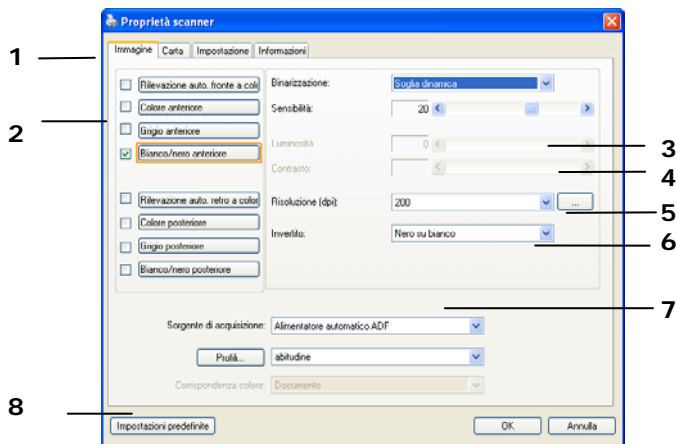 Proprietà scanner
Immagine Carta Impostazione Informazioni
1
2
Rilevazione auto. fronte a colo
Colore anteriore
Grigio anteriore
Bianco/nero anteriore
Rilevazione auto. retro a color
Colore posteriore
Grigio posteriore
Bianco/nero posteriore
Binarizzazione: Soglia dinamica
Sensibilità: 20
Luminosità 0
3
Contrasto:
4
Risoluzione (dpi): 200 ...
5
Invertito: Nero su bianco
6
7
Sorgente di acquisizione: Alimentatore automatico ADF
Profili... abitudine
Corrispondenza colore: Documento
8
Impostazioni predefinite OK Annulla